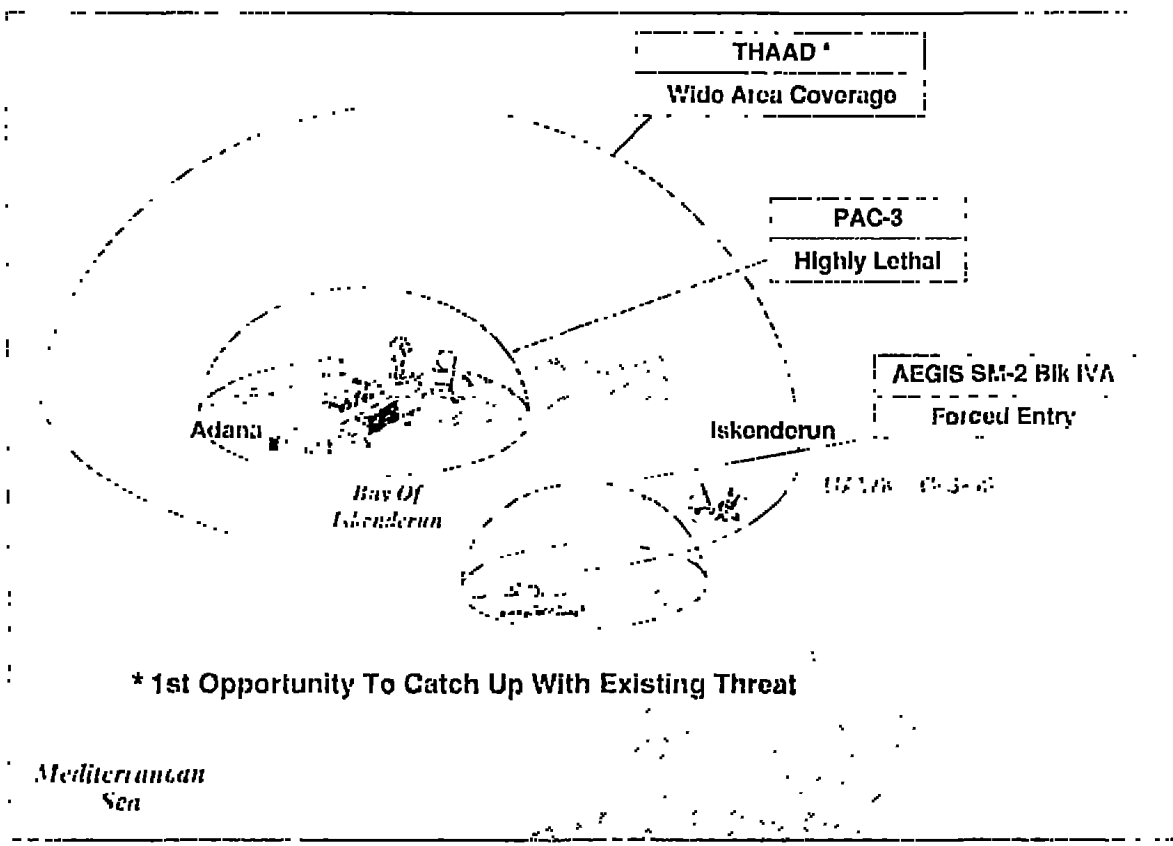 THAAD *
Wide Area Coverage
PAC-3
Highly Lethal
AEGIS SM-2 Blk IVA
Forced Entry
Adana
Iskenderun
Bay Of
Iskenderun
* 1st Opportunity To Catch Up With Existing Threat
Mediterranean
Sea